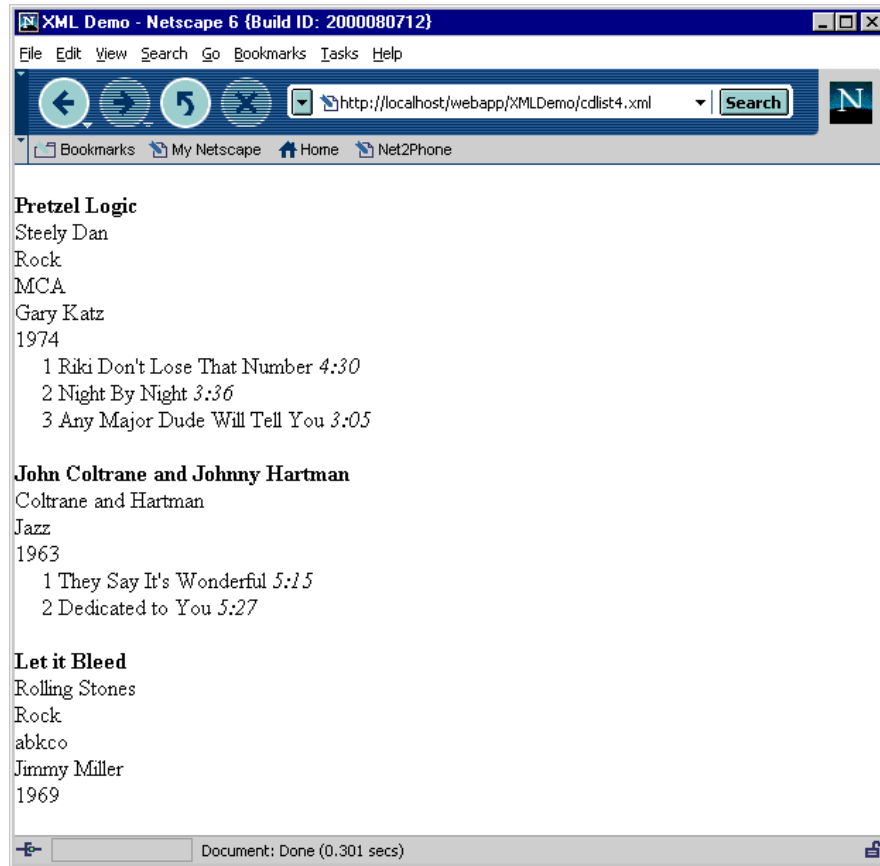 XML Demo - Netscape 6 {Build ID: 2000080712}
File Edit View Search Go Bookmarks Tasks Help
http://localhost/webapp/XMLDemo/cdlist4.xml Search N
Bookmarks My Netscape Home Net2Phone
Pretzel Logic
Steely Dan
Rock
MCA
Gary Katz
1974
1 Riki Don't Lose That Number 4:30
2 Night By Night 3:36
3 Any Major Dude Will Tell You 3:05
John Coltrane and Johnny Hartman
Coltrane and Hartman
Jazz
1963
1 They Say It's Wonderful 5:15
2 Dedicated to You 5:27
Let it Bleed
Rolling Stones
Rock
abkco
Jimmy Miller
1969
Document: Done (0.301 secs)